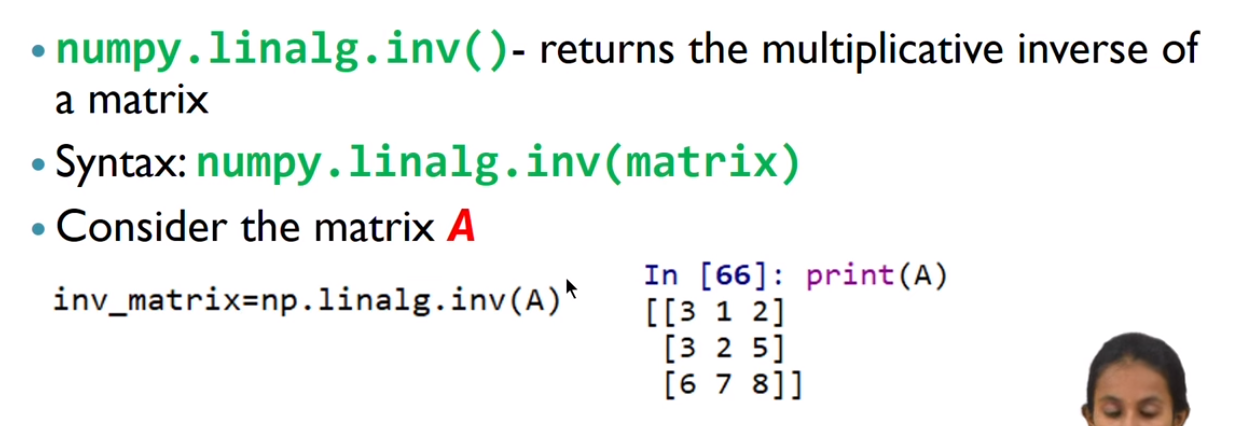 • numpy.linalg.inv()- returns the multiplicative inverse of
a matrix
• Syntax: numpy.linalg.inv(matrix)
• Consider the matrix A
inv_matrix=np.linalg.inv(A)
In [66]: print(A)
[[3 1 2]
[3 2 5]
[6 7 8]]